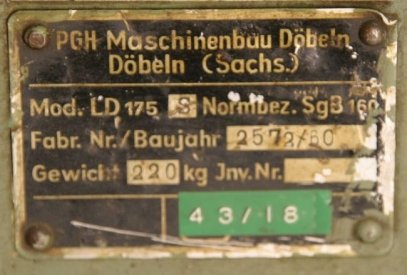 PGH Maschinenbau Döbeln
Döbeln (Sachs.)
Mod. LD 175 S Normbez. SgB 160
Fabr. Nr./Baujahr 2572/60
Gewicht 220 kg Jnv. Nr.
43/18